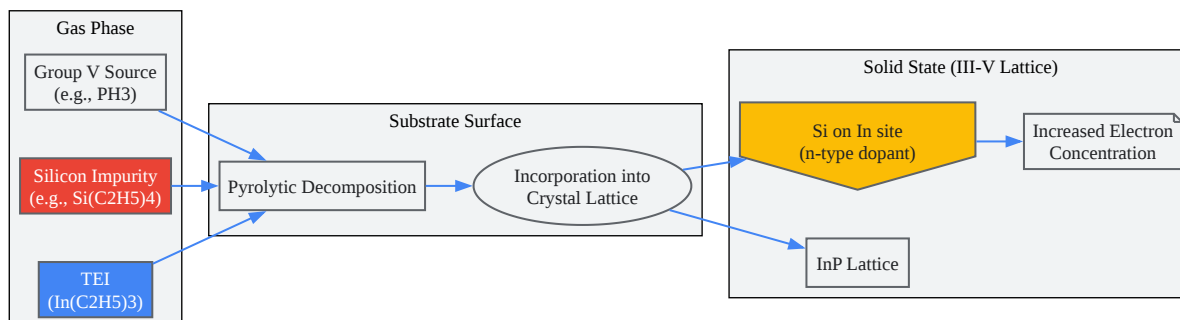 Gas Phase
Group V Source
(e.g., PH3)
Silicon Impurity
(e.g., Si(C2H5)4)
TEI
(In(C2H5)3)
Substrate Surface
Pyrolytic Decomposition
Incorporation into
Crystal Lattice
Solid State (III-V Lattice)
Si on In site
(n-type dopant)
Increased Electron
Concentration
InP Lattice